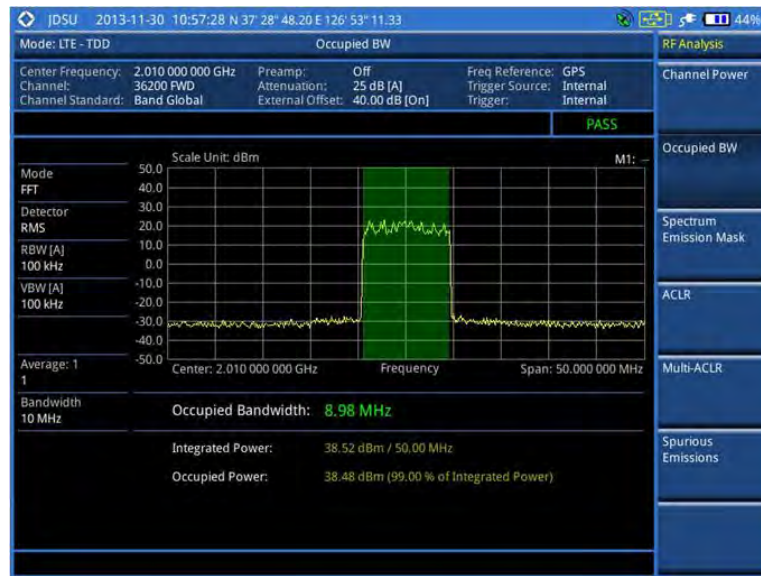 JDSU 2013-11-30 10:57:28 N 37' 28" 48.20 E 126' 53" 11.33 44%
Mode: LTE - TDD Occupied BW RF Analysis
Center Frequency: 2.010 000 000 GHz Preamp: Off Freq Reference: GPS
Channel: 36200 FWD Attenuation: 25 dB [A] Trigger Source: Internal
Channel Standard: Band Global External Offset: 40.00 dB [On] Trigger: Internal
PASS
Scale Unit: dBm M1: --
Mode
FFT
Detector
RMS
RBW [A]
100 kHz
VBW [A]
100 kHz
Average: 1
1
Bandwidth
10 MHz
50.0
40.0
30.0
20.0
10.0
0.0
-10.0
-20.0
-30.0
-40.0
-50.0
Center: 2.010 000 000 GHz Frequency Span: 50.000 000 MHz
Occupied Bandwidth: 8.98 MHz
Integrated Power: 38.52 dBm / 50.00 MHz
Occupied Power: 38.48 dBm (99.00 % of Integrated Power)
Channel Power
Occupied BW
Spectrum
Emission Mask
ACLR
Multi-ACLR
Spurious
Emissions